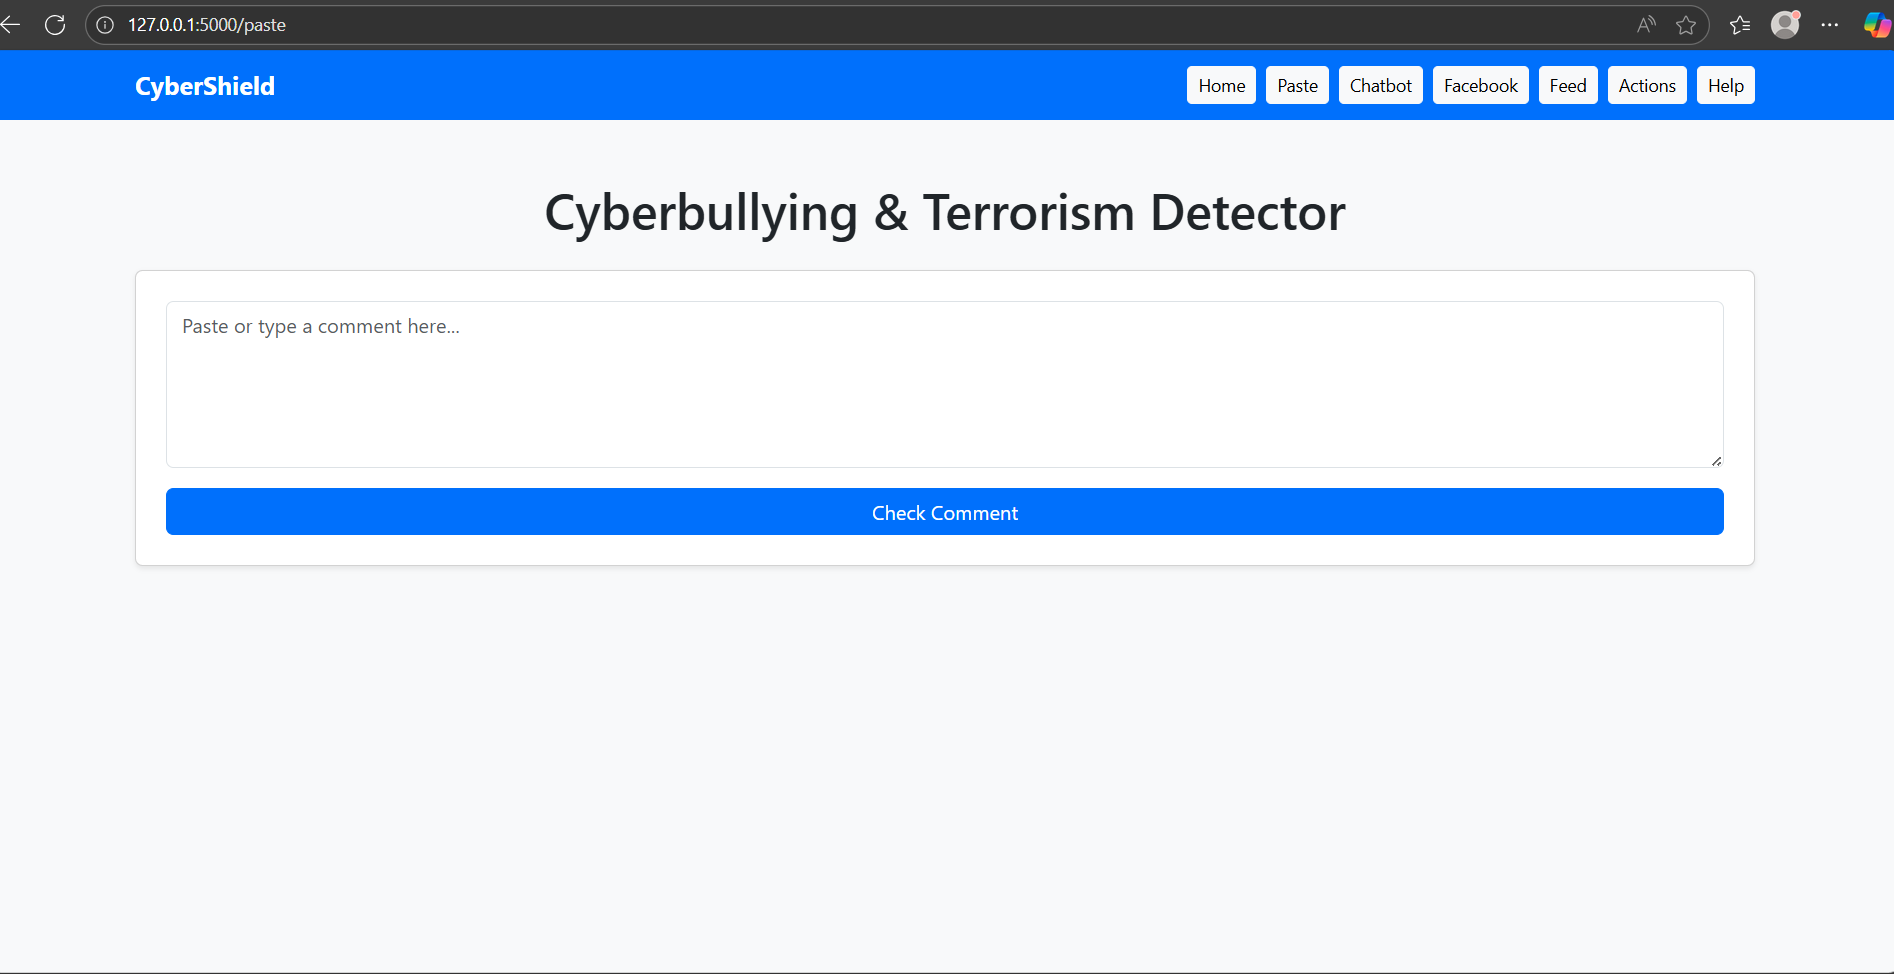 127.0.0.1:5000/paste
CyberShield
Home Paste Chatbot Facebook Feed Actions Help
Cyberbullying & Terrorism Detector
Paste or type a comment here...
Check Comment